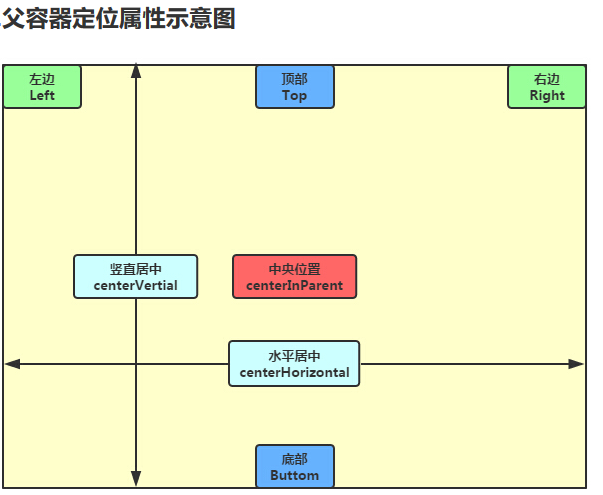 父容器定位属性示意图
左边
Left
顶部
Top
右边
Right
竖直居中
centerVertial
中央位置
centerInParent
水平居中
centerHorizontal
底部
Buttom